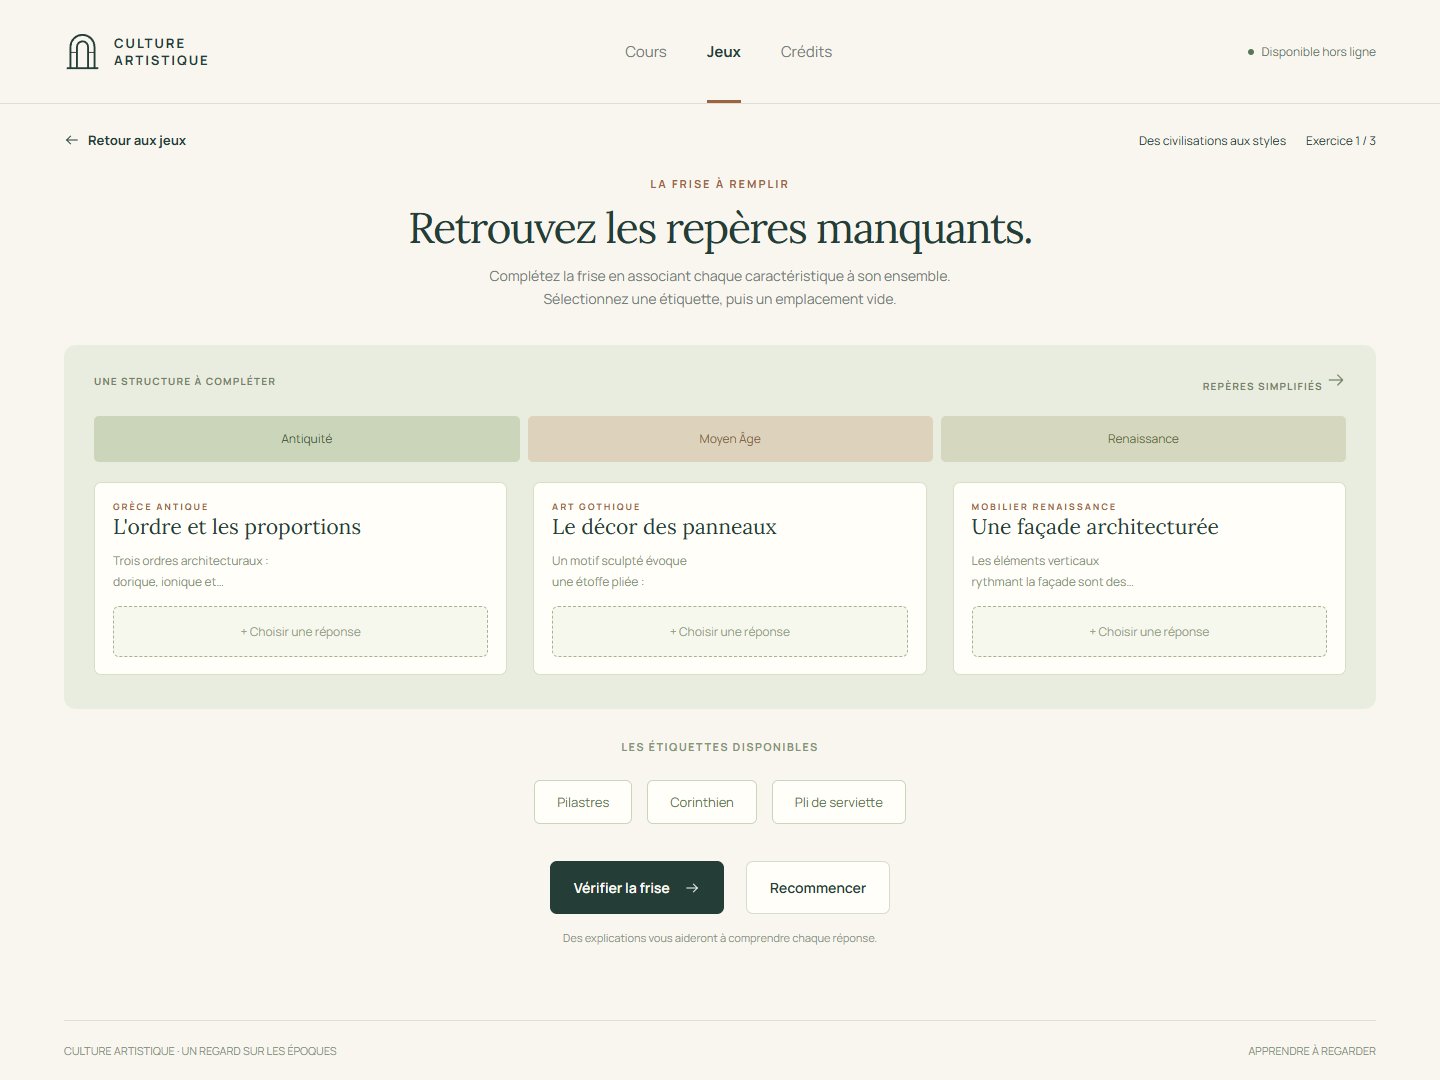 CULTURE
ARTISTIQUE
Cours
Jeux
Crédits
Disponible hors ligne
Retour aux jeux
Des civilisations aux styles
Exercice 1 / 3
LA FRISE À REMPLIR
Retrouvez les repères manquants.
Complétez la frise en associant chaque caractéristique à son ensemble.
Sélectionnez une étiquette, puis un emplacement vide.
UNE STRUCTURE À COMPLÉTER
REPÈRES SIMPLIFIÉS →
Antiquité
Moyen Âge
Renaissance
GRÈCE ANTIQUE
L'ordre et les proportions
Trois ordres architecturaux :
dorique, ionique et…
+ Choisir une réponse
ART GOTHIQUE
Le décor des panneaux
Un motif sculpté évoque
une étoffe pliée :
+ Choisir une réponse
MOBILIER RENAISSANCE
Une façade architecturée
Les éléments verticaux
rythmant la façade sont des…
+ Choisir une réponse
LES ÉTIQUETTES DISPONIBLES
Pilastres
Corinthien
Pli de serviette
Vérifier la frise →
Recommencer
Des explications vous aideront à comprendre chaque réponse.
CULTURE ARTISTIQUE · UN REGARD SUR LES ÉPOQUES
APPRENDRE À REGARDER